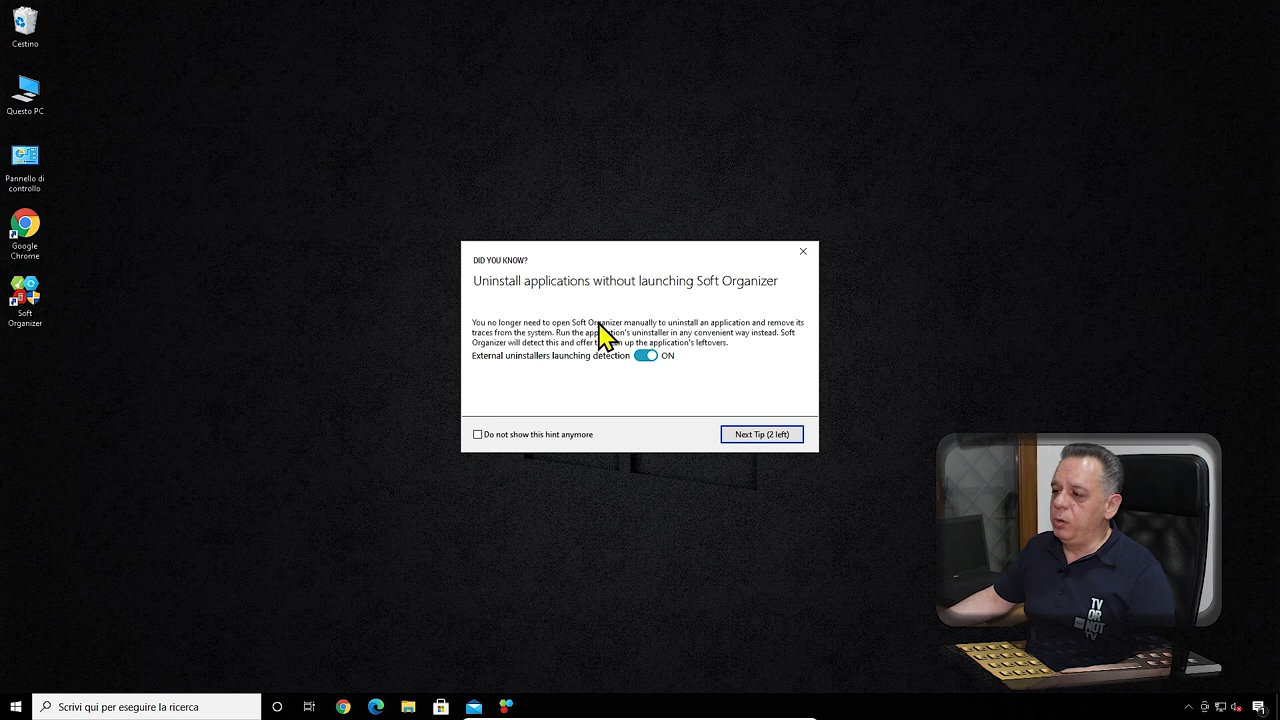 Cestino
Questo PC
Pannello di
controllo
Google
Chrome
Soft
Organizer
DID YOU KNOW?
Uninstall applications without launching Soft Organizer
You no longer need to open Soft Organizer manually to uninstall an application and remove its
traces from the system. Run the application's uninstaller in any convenient way instead. Soft
Organizer will detect this and offer to up the application's leftovers.
External uninstallers launching detection ON
Do not show this hint anymore
Next Tip (2 left)
TV
OR
NOT
TV
Scrivi qui per eseguire la ricerca